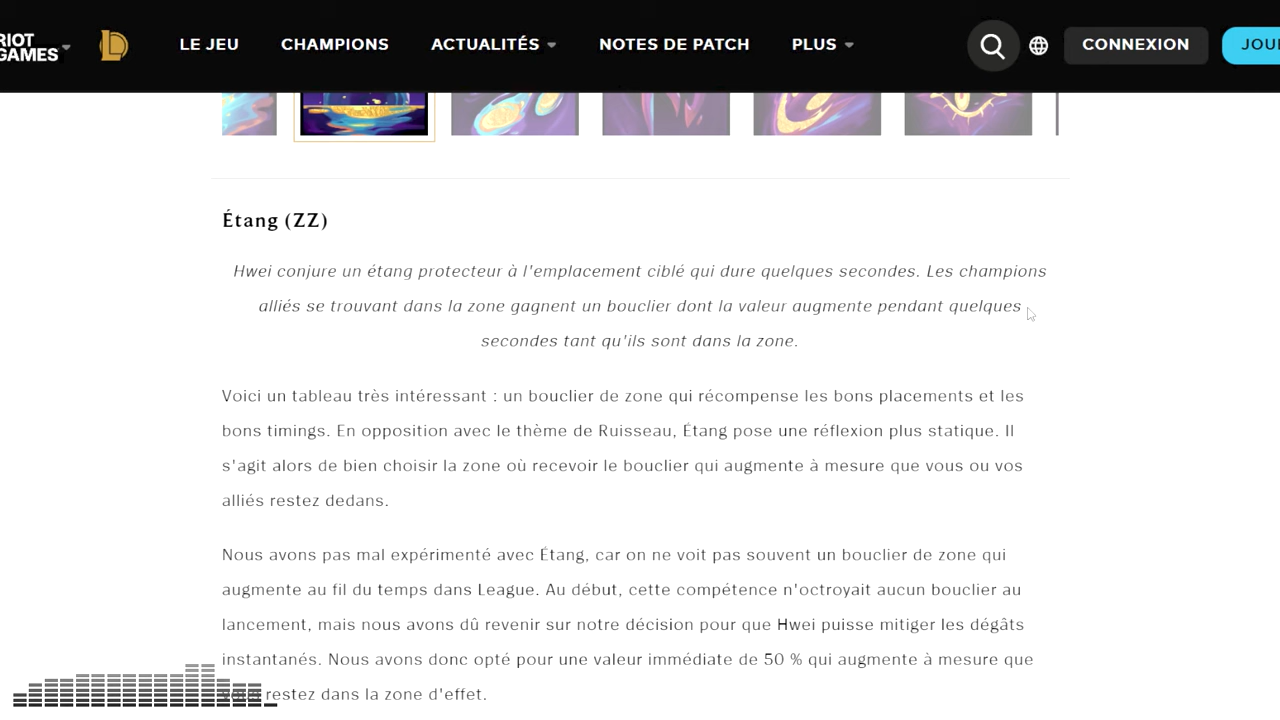 RIOT GAMES LE JEU CHAMPIONS ACTUALITÉS NOTES DE PATCH PLUS CONNEXION
Étang (ZZ)
Hwei conjure un étang protecteur à l'emplacement ciblé qui dure quelques secondes. Les champions
alliés se trouvant dans la zone gagnent un bouclier dont la valeur augmente pendant quelques
secondes tant qu'ils sont dans la zone.
Voici un tableau très intéressant : un bouclier de zone qui récompense les bons placements et les
bons timings. En opposition avec le thème de Ruisseau, Étang pose une réflexion plus statique. Il
s'agit alors de bien choisir la zone où recevoir le bouclier qui augmente à mesure que vous ou vos
alliés restez dedans.
Nous avons pas mal expérimenté avec Étang, car on ne voit pas souvent un bouclier de zone qui
augmente au fil du temps dans League. Au début, cette compétence n'octroyait aucun bouclier au
lancement, mais nous avons dû revenir sur notre décision pour que Hwei puisse mitiger les dégâts
instantanés. Nous avons donc opté pour une valeur immédiate de 50 % qui augmente à mesure que
restez dans la zone d'effet.